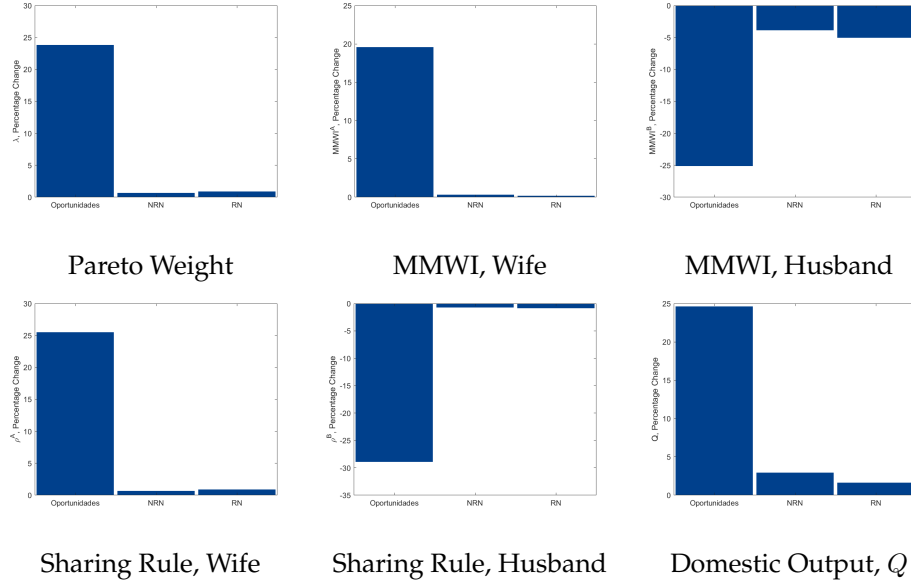 30
25
20
15
10
5
0
λ, Percentage Change
Oportunidades NRN RN
Pareto Weight
25
20
15
10
5
0
MMWI^A, Percentage Change
Oportunidades NRN RN
MMWI, Wife
0
-5
-10
-15
-20
-25
-30
MMWI^B, Percentage Change
Oportunidades NRN RN
MMWI, Husband
30
25
20
15
10
5
0
ρ^A, Percentage Change
Oportunidades NRN RN
Sharing Rule, Wife
0
-5
-10
-15
-20
-25
-30
-35
ρ^B, Percentage Change
Oportunidades NRN RN
Sharing Rule, Husband
25
20
15
10
5
0
Q, Percentage Change
Oportunidades NRN RN
Domestic Output, Q